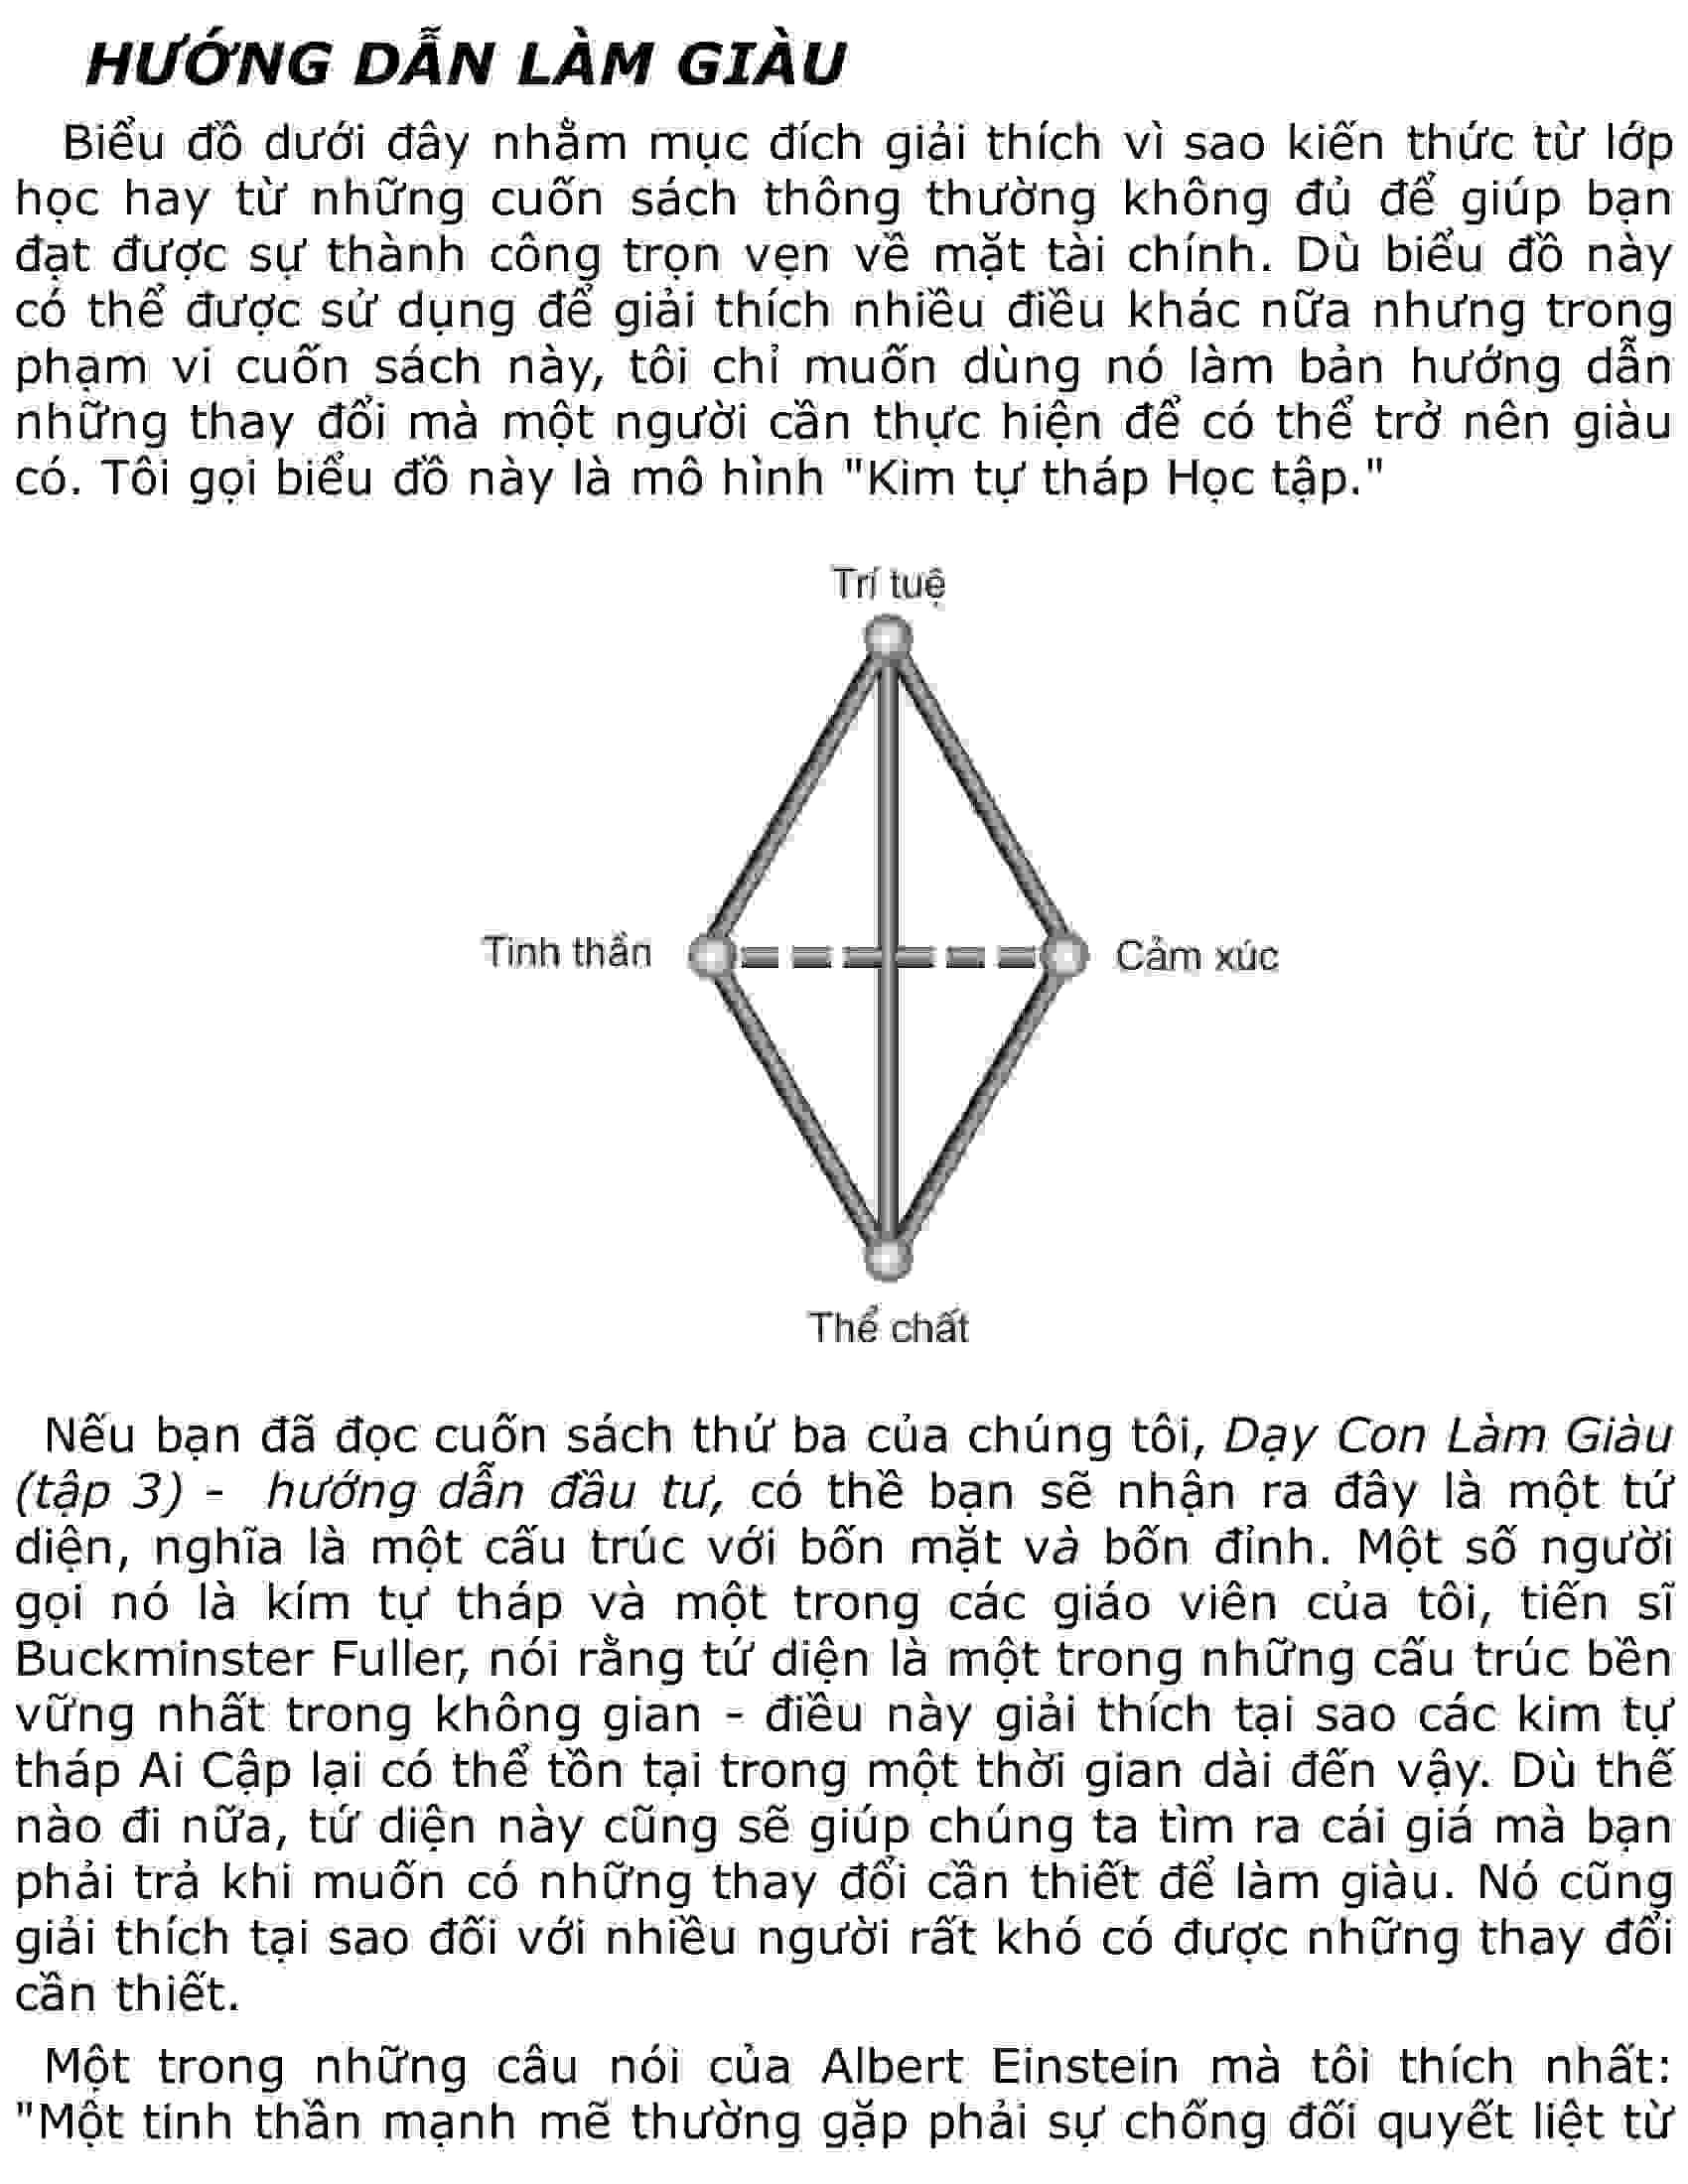 HƯỚNG DẪN LÀM GIÀU
Biểu đồ dưới đây nhằm mục đích giải thích vì sao kiến thức từ lớp
học hay từ những cuốn sách thông thường không đủ để giúp bạn
đạt được sự thành công trọn vẹn về mặt tài chính. Dù biểu đồ này
có thể được sử dụng để giải thích nhiều điều khác nữa nhưng trong
phạm vi cuốn sách này, tôi chỉ muốn dùng nó làm bản hướng dẫn
những thay đổi mà một người cần thực hiện để có thể trở nên giàu
có. Tôi gọi biểu đồ này là mô hình "Kim tự tháp Học tập."
Trí tuệ
Tinh thần
Cảm xúc
Thể chất
Nếu bạn đã đọc cuốn sách thứ ba của chúng tôi, Dạy Con Làm Giàu
(tập 3) - hướng dẫn đầu tư, có thề bạn sẽ nhận ra đây là một tứ
diện, nghĩa là một cấu trúc với bốn mặt và bốn đỉnh. Một số người
gọi nó là kím tự tháp và một trong các giáo viên của tôi, tiến sĩ
Buckminster Fuller, nói rằng tứ diện là một trong những cấu trúc bền
vững nhất trong không gian - điều này giải thích tại sao các kim tự
tháp Ai Cập lại có thể tồn tại trong một thời gian dài đến vậy. Dù thế
nào đi nữa, tứ diện này cũng sẽ giúp chúng ta tìm ra cái giá mà bạn
phải trả khi muốn có những thay đổi cần thiết để làm giàu. Nó cũng
giải thích tại sao đối với nhiều người rất khó có được những thay đổi
cần thiết.
Một trong những câu nói của Albert Einstein mà tôi thích nhất:
"Một tinh thần mạnh mẽ thường gặp phải sự chống đối quyết liệt từ